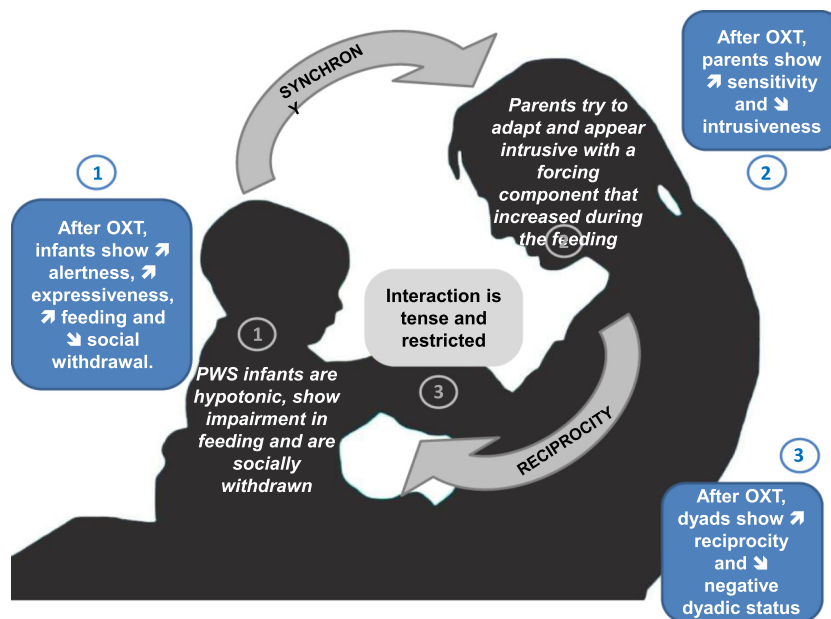 SYNCHRON
Y
After OXT,
parents show
↗ sensitivity
and ↘
intrusiveness
2
Parents try to
adapt and appear
intrusive with a
forcing
component that
increased during
the feeding
2
1
After OXT,
infants show ↗
alertness, ↗
expressiveness,
↗ feeding and
↘ social
withdrawal.
Interaction is
tense and
restricted
1
3
PWS infants are
hypotonic, show
impairment in
feeding and are
socially
withdrawn
RECIPROCITY
3
After OXT,
dyads show ↗
reciprocity
and ↘
negative
dyadic status